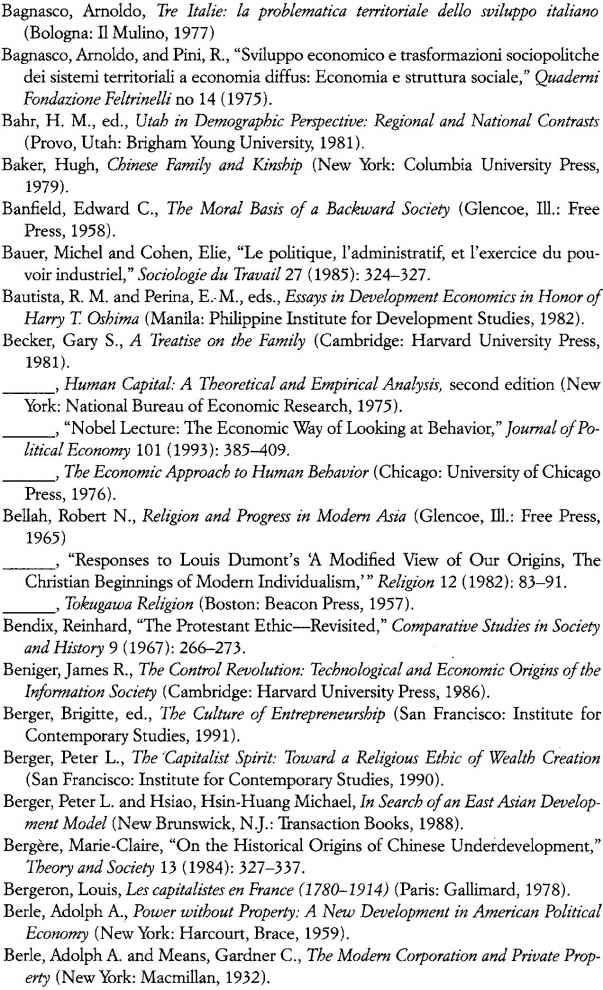 Bagnasco, Arnoldo, Tre Italie: la problematica territoriale dello sviluppo italiano
(Bologna: Il Mulino, 1977)
Bagnasco, Arnoldo, and Pini, R., “Sviluppo economico e trasformazioni sociopolitche
dei sistemi territoriali a economia diffus: Economia e struttura sociale,” Quaderni
Fondazione Feltrinelli no 14 (1975).
Bahr, H. M., ed., Utah in Demographic Perspective: Regional and National Contrasts
(Provo, Utah: Brigham Young University, 1981).
Baker, Hugh, Chinese Family and Kinship (New York: Columbia University Press,
1979).
Banfield, Edward C., The Moral Basis of a Backward Society (Glencoe, Ill.: Free
Press, 1958).
Bauer, Michel and Cohen, Elie, “Le politique, l’administratif, et l’exercice du pou-
voir industriel,” Sociologie du Travail 27 (1985): 324–327.
Bautista, R. M. and Perina, E. M., eds., Essays in Development Economics in Honor of
Harry T. Oshima (Manila: Philippine Institute for Development Studies, 1982).
Becker, Gary S., A Treatise on the Family (Cambridge: Harvard University Press,
1981).
______, Human Capital: A Theoretical and Empirical Analysis, second edition (New
York: National Bureau of Economic Research, 1975).
______, “Nobel Lecture: The Economic Way of Looking at Behavior,” Journal of Po-
litical Economy 101 (1993): 385–409.
______, The Economic Approach to Human Behavior (Chicago: University of Chicago
Press, 1976).
Bellah, Robert N., Religion and Progress in Modern Asia (Glencoe, Ill.: Free Press,
1965)
______, “Responses to Louis Dumont’s ‘A Modified View of Our Origins, The
Christian Beginnings of Modern Individualism,’” Religion 12 (1982): 83–91.
______, Tokugawa Religion (Boston: Beacon Press, 1957).
Bendix, Reinhard, “The Protestant Ethic—Revisited,” Comparative Studies in Society
and History 9 (1967): 266–273.
Beniger, James R., The Control Revolution: Technological and Economic Origins of the
Information Society (Cambridge: Harvard University Press, 1986).
Berger, Brigitte, ed., The Culture of Entrepreneurship (San Francisco: Institute for
Contemporary Studies, 1991).
Berger, Peter L., The Capitalist Spirit: Toward a Religious Ethic of Wealth Creation
(San Francisco: Institute for Contemporary Studies, 1990).
Berger, Peter L. and Hsiao, Hsin-Huang Michael, In Search of an East Asian Develop-
ment Model (New Brunswick, N.J.: Transaction Books, 1988).
Bergère, Marie-Claire, “On the Historical Origins of Chinese Underdevelopment,”
Theory and Society 13 (1984): 327–337.
Bergeron, Louis, Les capitalistes en France (1780–1914) (Paris: Gallimard, 1978).
Berle, Adolph A., Power without Property: A New Development in American Political
Economy (New York: Harcourt, Brace, 1959).
Berle, Adolph A. and Means, Gardner C., The Modern Corporation and Private Prop-
erty (New York: Macmillan, 1932).